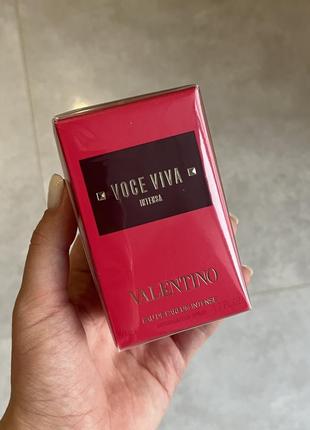 VOCE VIVA
INTENSA
VALENTINO
EAU DE PARFUM INTENSE